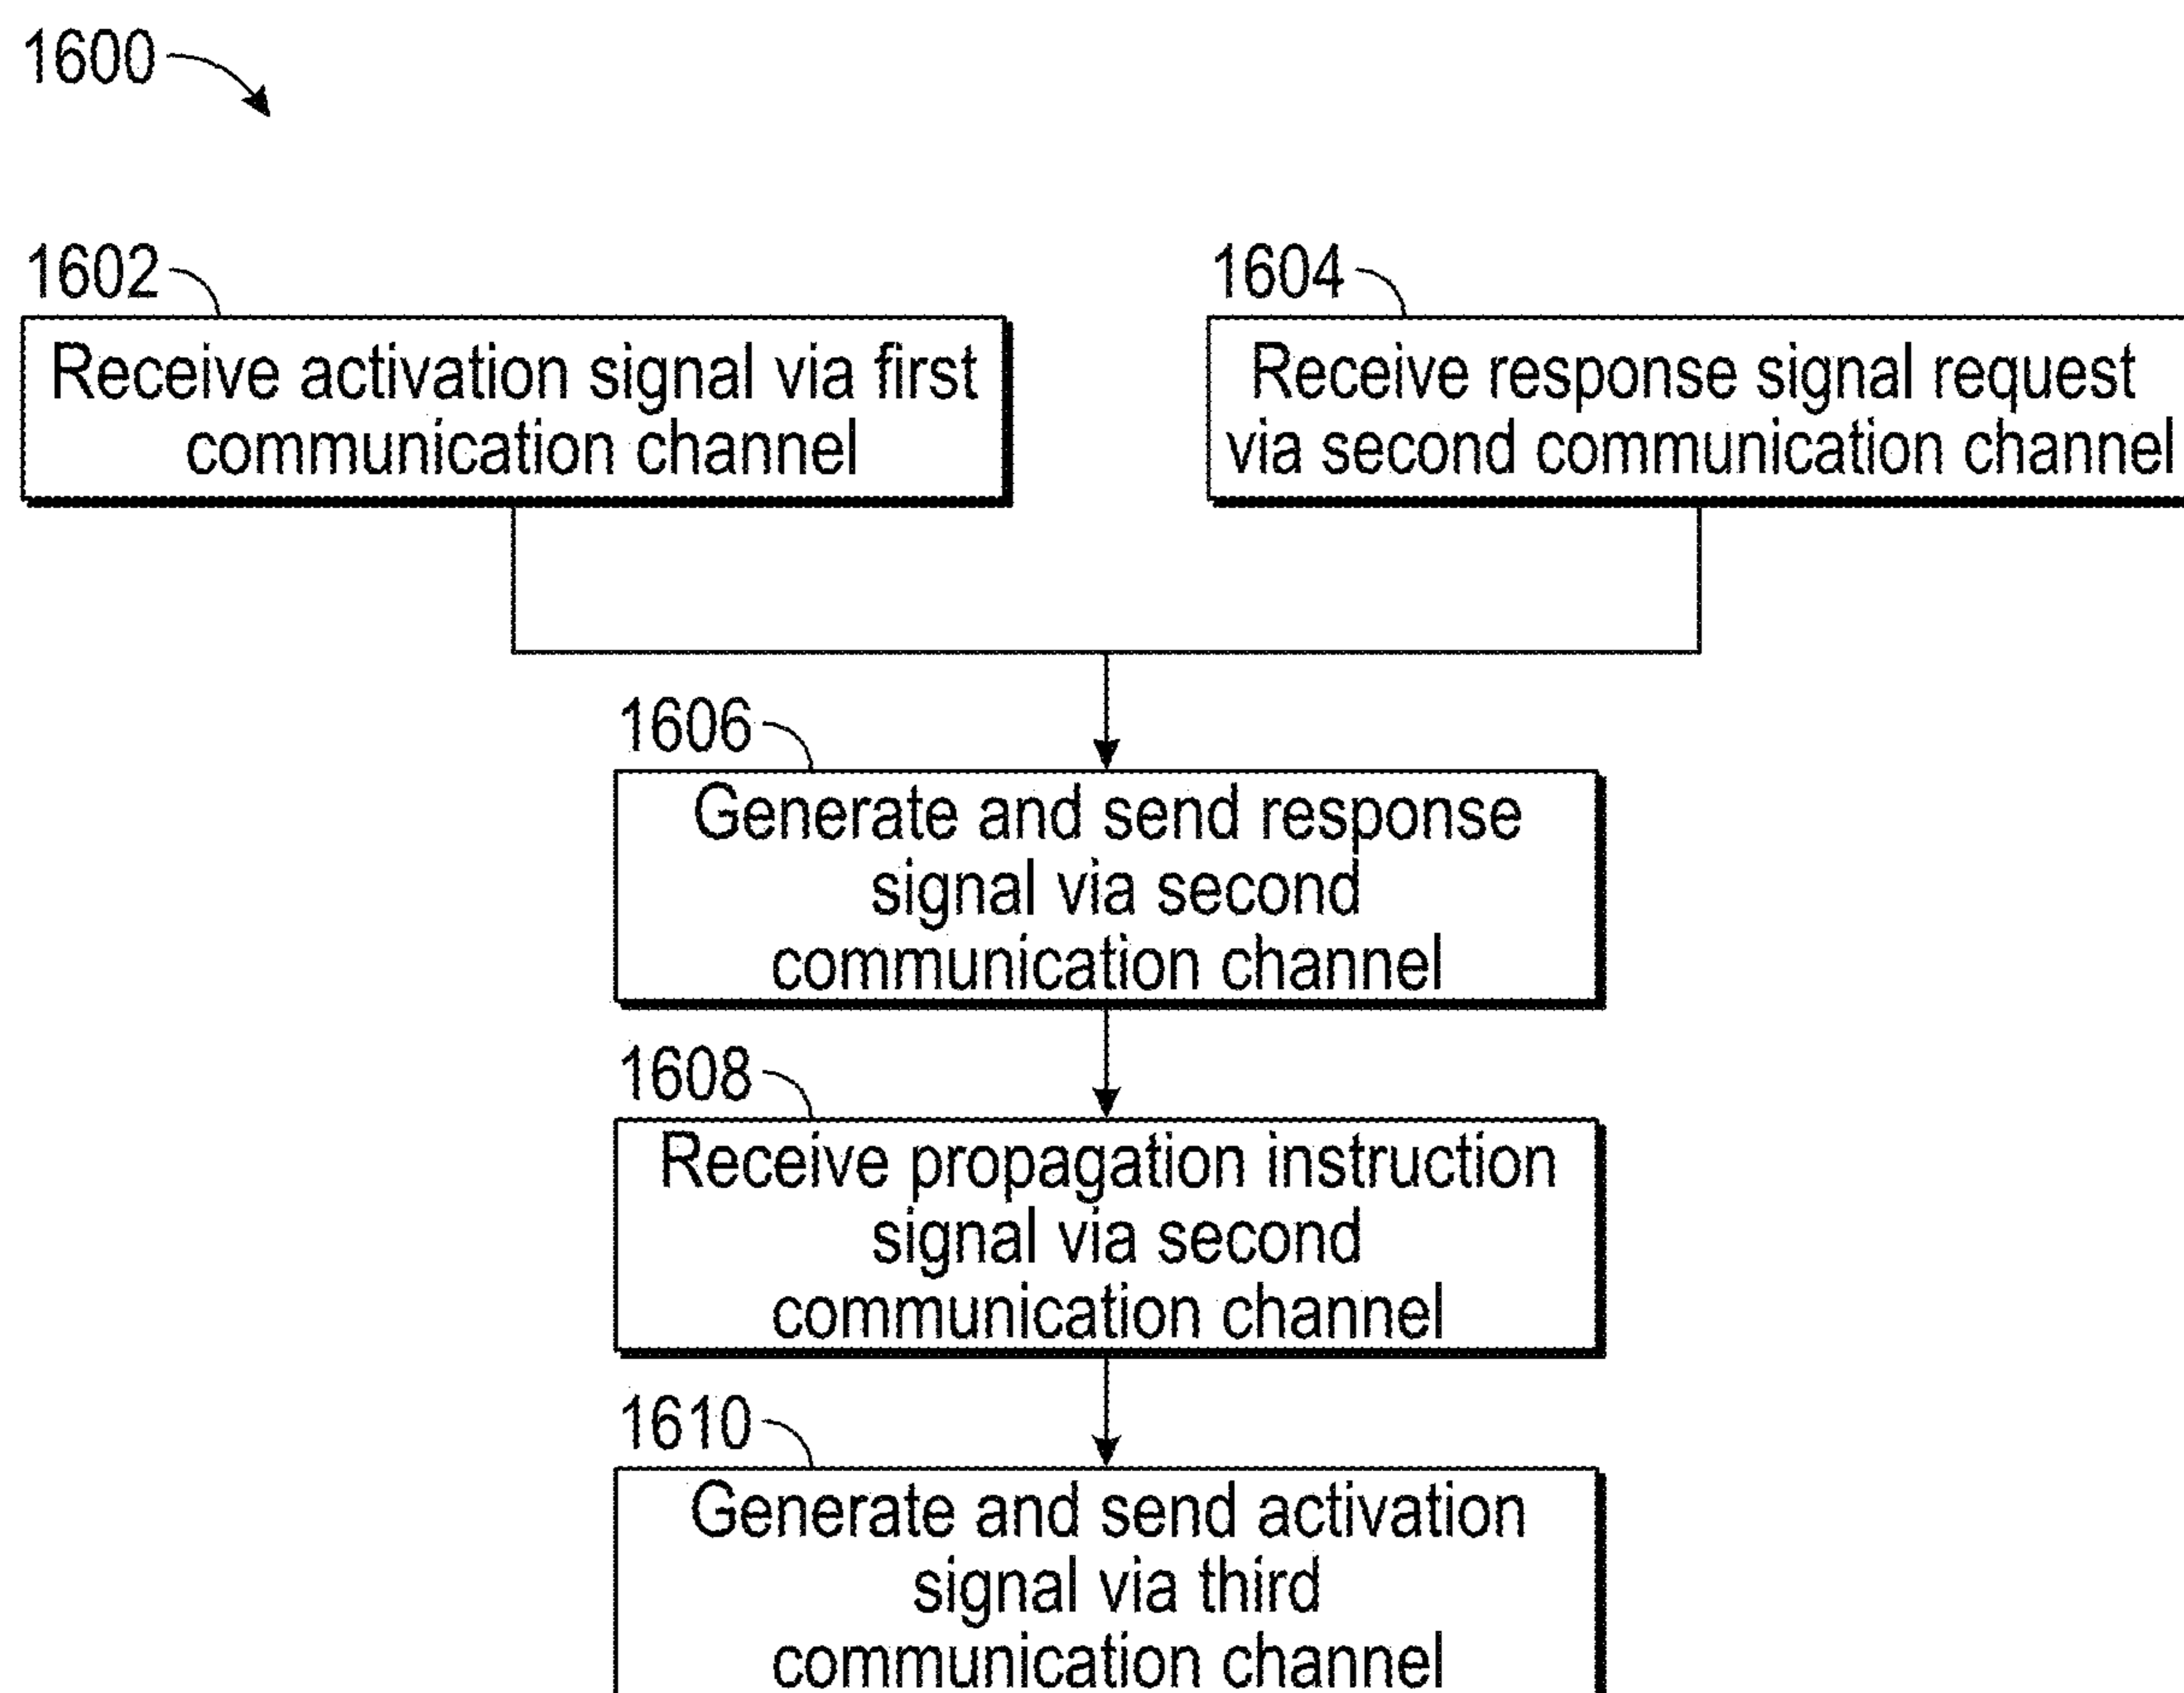 1600
1602
Receive activation signal via first
communication channel
1604
Receive response signal request
via second communication channel
1606
Generate and send response
signal via second
communication channel
1608
Receive propagation instruction
signal via second
communication channel
1610
Generate and send activation
signal via third
communication channel